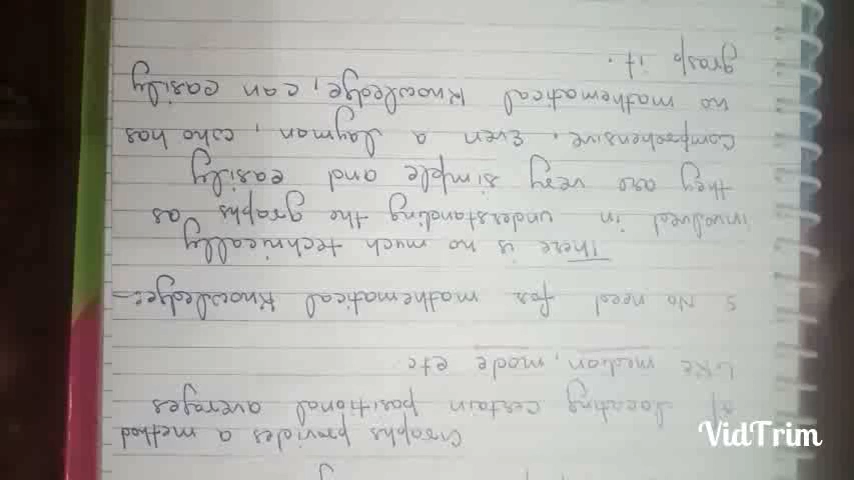 Graphs provides a method
of locating certain positional averages
Like median, mode etc.
5 No need for mathematical knowledge:-
There is no much technically
involved in understanding the graphs as
they are very simple and easily
comprehensive. Even a layman, who has
no mathematical knowledge, can easily
grasp it.
VidTrim